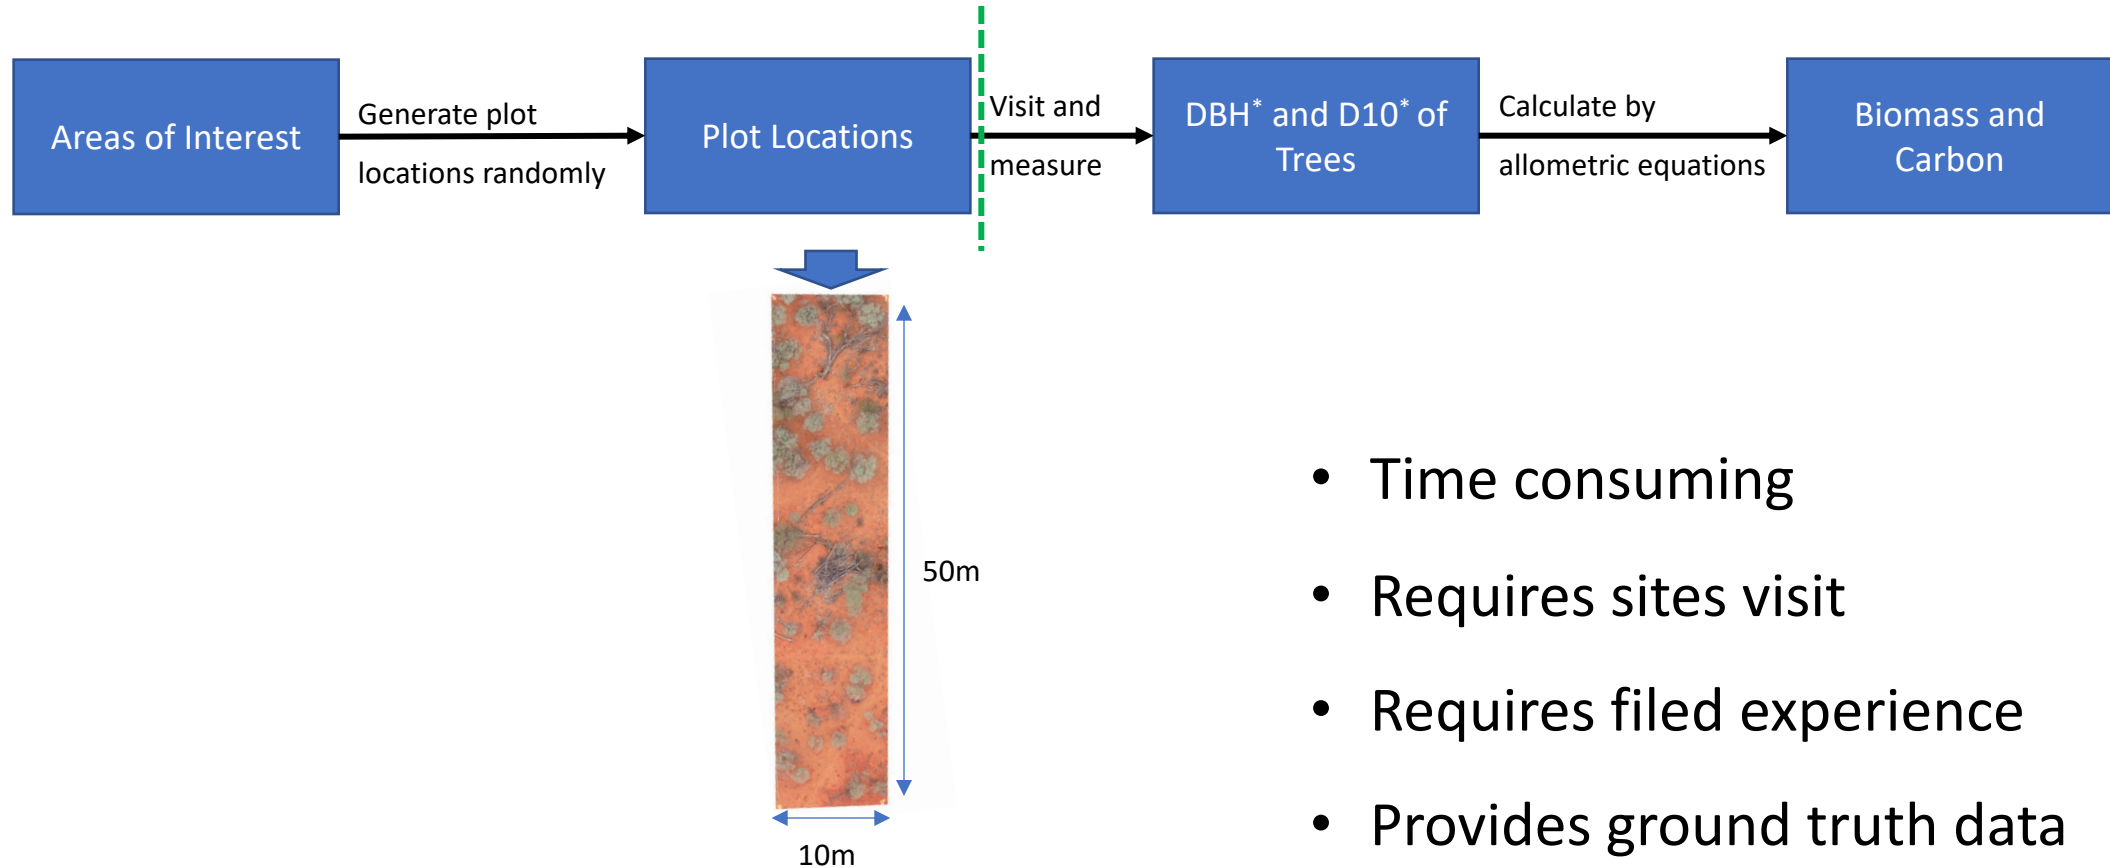 Areas of Interest
Generate plot
locations randomly
Plot Locations
Visit and
measure
DBH* and D10* of
Trees
Calculate by
allometric equations
Biomass and
Carbon
50m
10m
• Time consuming
• Requires sites visit
• Requires filed experience
• Provides ground truth data